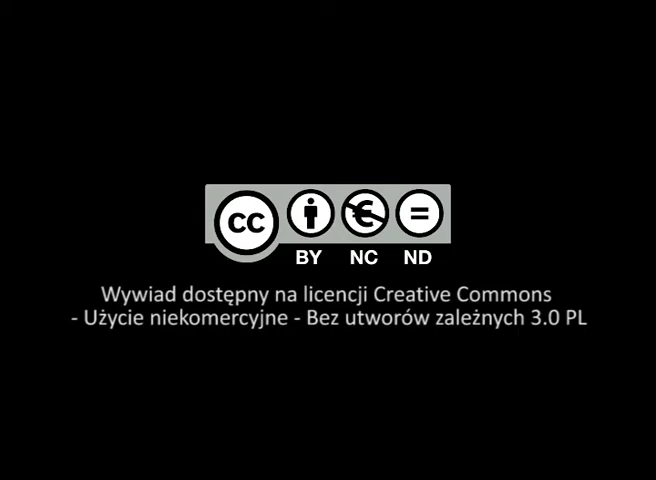 CC
BY NC ND
Wywiad dostępny na licencji Creative Commons
- Użycie niekomercyjne - Bez utworów zależnych 3.0 PL